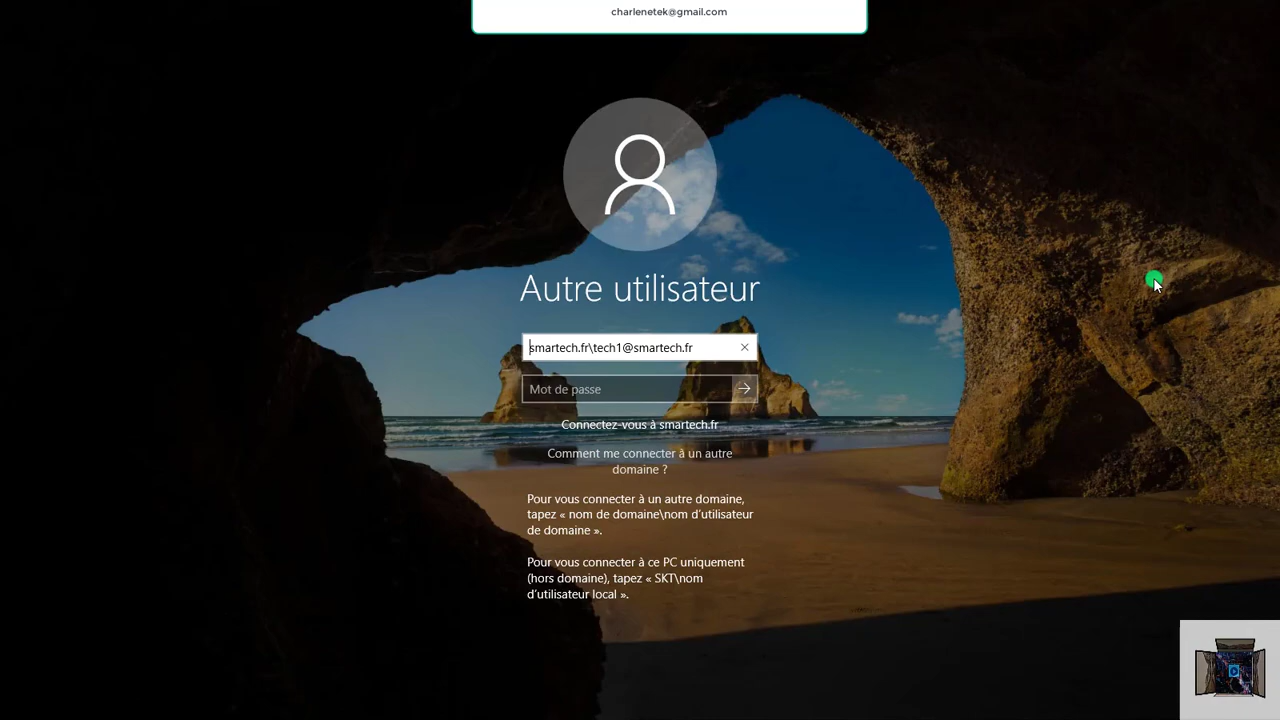 charlenetek@gmail.com
Autre utilisateur
smartech.fr\tech1@smartech.fr
Mot de passe
Connectez-vous à smartech.fr
Comment me connecter à un autre
domaine ?
Pour vous connecter à un autre domaine,
tapez « nom de domaine\nom d’utilisateur
de domaine ».
Pour vous connecter à ce PC uniquement
(hors domaine), tapez « SKT\nom
d’utilisateur local ».